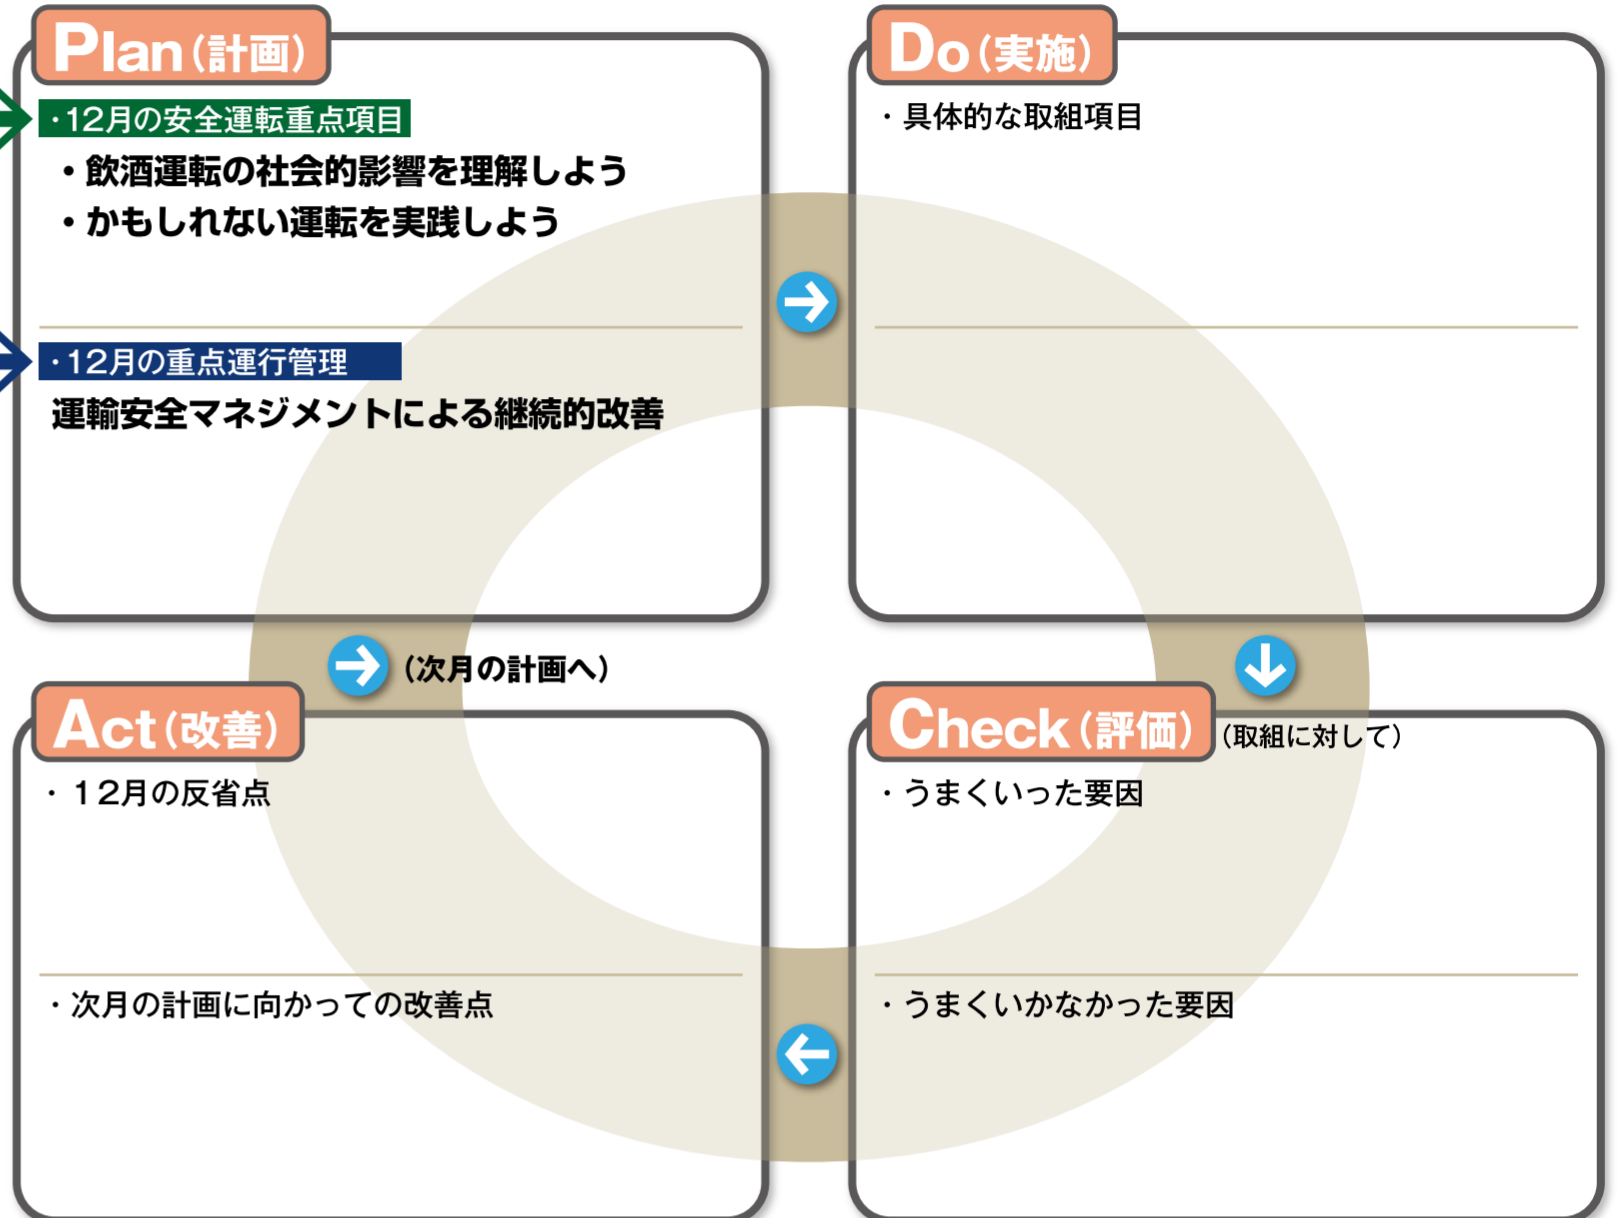 Plan(計画)
・12月の安全運転重点項目
・飲酒運転の社会的影響を理解しよう
・かもしれない運転を実践しよう
・12月の重点運行管理
運輸安全マネジメントによる継続的改善
Do(実施)
・具体的な取組項目
(次月の計画へ)
Act(改善)
・12月の反省点
・次月の計画に向かっての改善点
Check(評価)(取組に対して)
・うまくいった要因
・うまくいかなかった要因